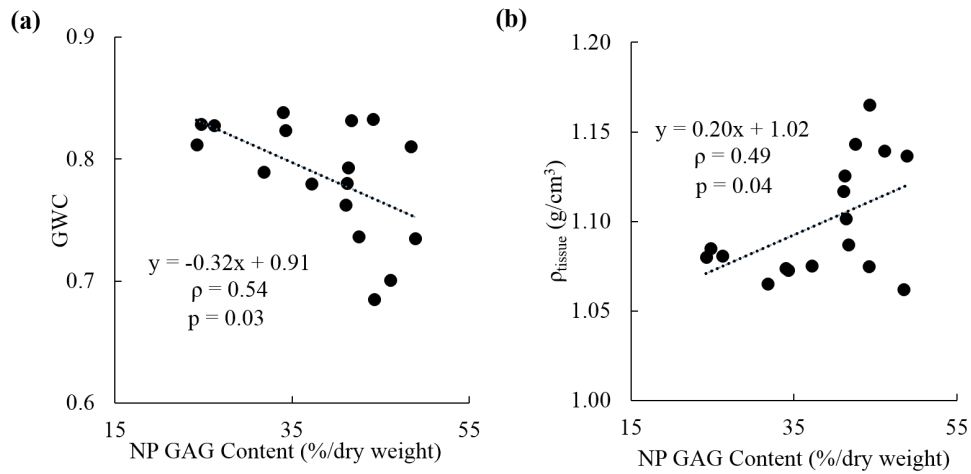 (a)
0.9
0.8
0.7
0.6
GWC
y = -0.32x + 0.91
ρ = 0.54
p = 0.03
15 35 55
NP GAG Content (%/dry weight)
(b)
1.20
1.15
1.10
1.05
1.00
ρtissue (g/cm³)
y = 0.20x + 1.02
ρ = 0.49
p = 0.04
15 35 55
NP GAG Content (%/dry weight)